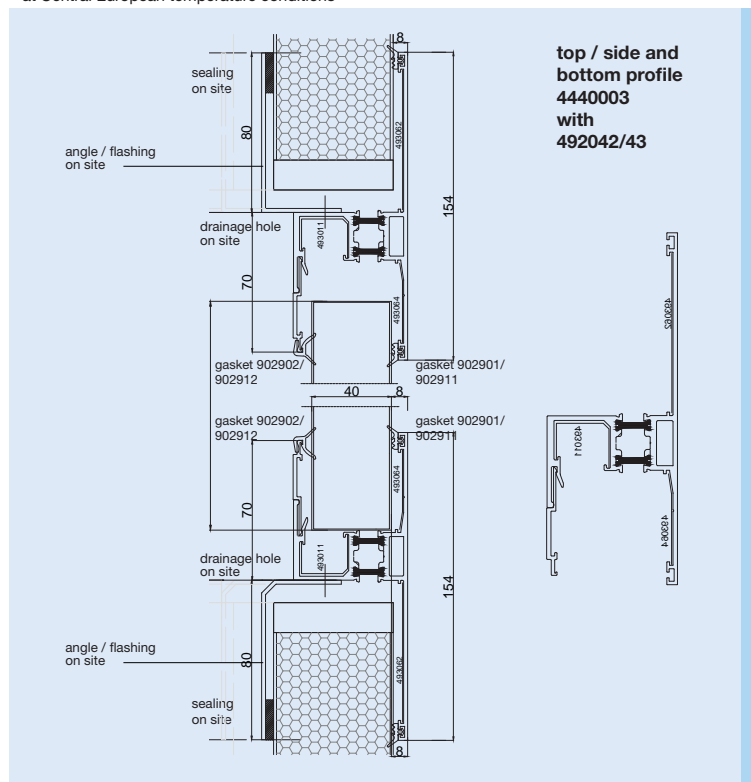 at Central European temperature conditions
8
top / side and
bottom profile
4440003
with
492042/43
sealing
on site
493062
80
angle / flashing
on site
154
drainage hole
on site
493011
70
493064
493062
gasket 902902/
902912
gasket 902901/
902911
40
8
gasket 902902/
902912
gasket 902901/
902911
493011
493064
70
493064
drainage hole
on site
493011
154
angle / flashing
on site
80
493062
sealing
on site
8